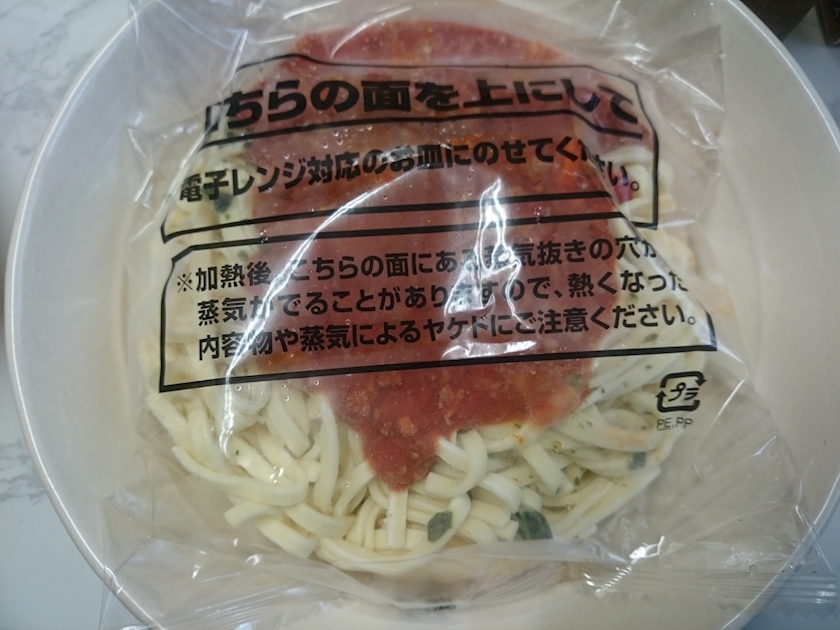 こちらの面を上にして
電子レンジ対応のお皿にのせてください。
※加熱後、こちらの面にある蒸気抜きの穴から
蒸気がでることがありますので、熱くなった
内容物や蒸気によるヤケドにご注意ください。
プラ
PE,PP